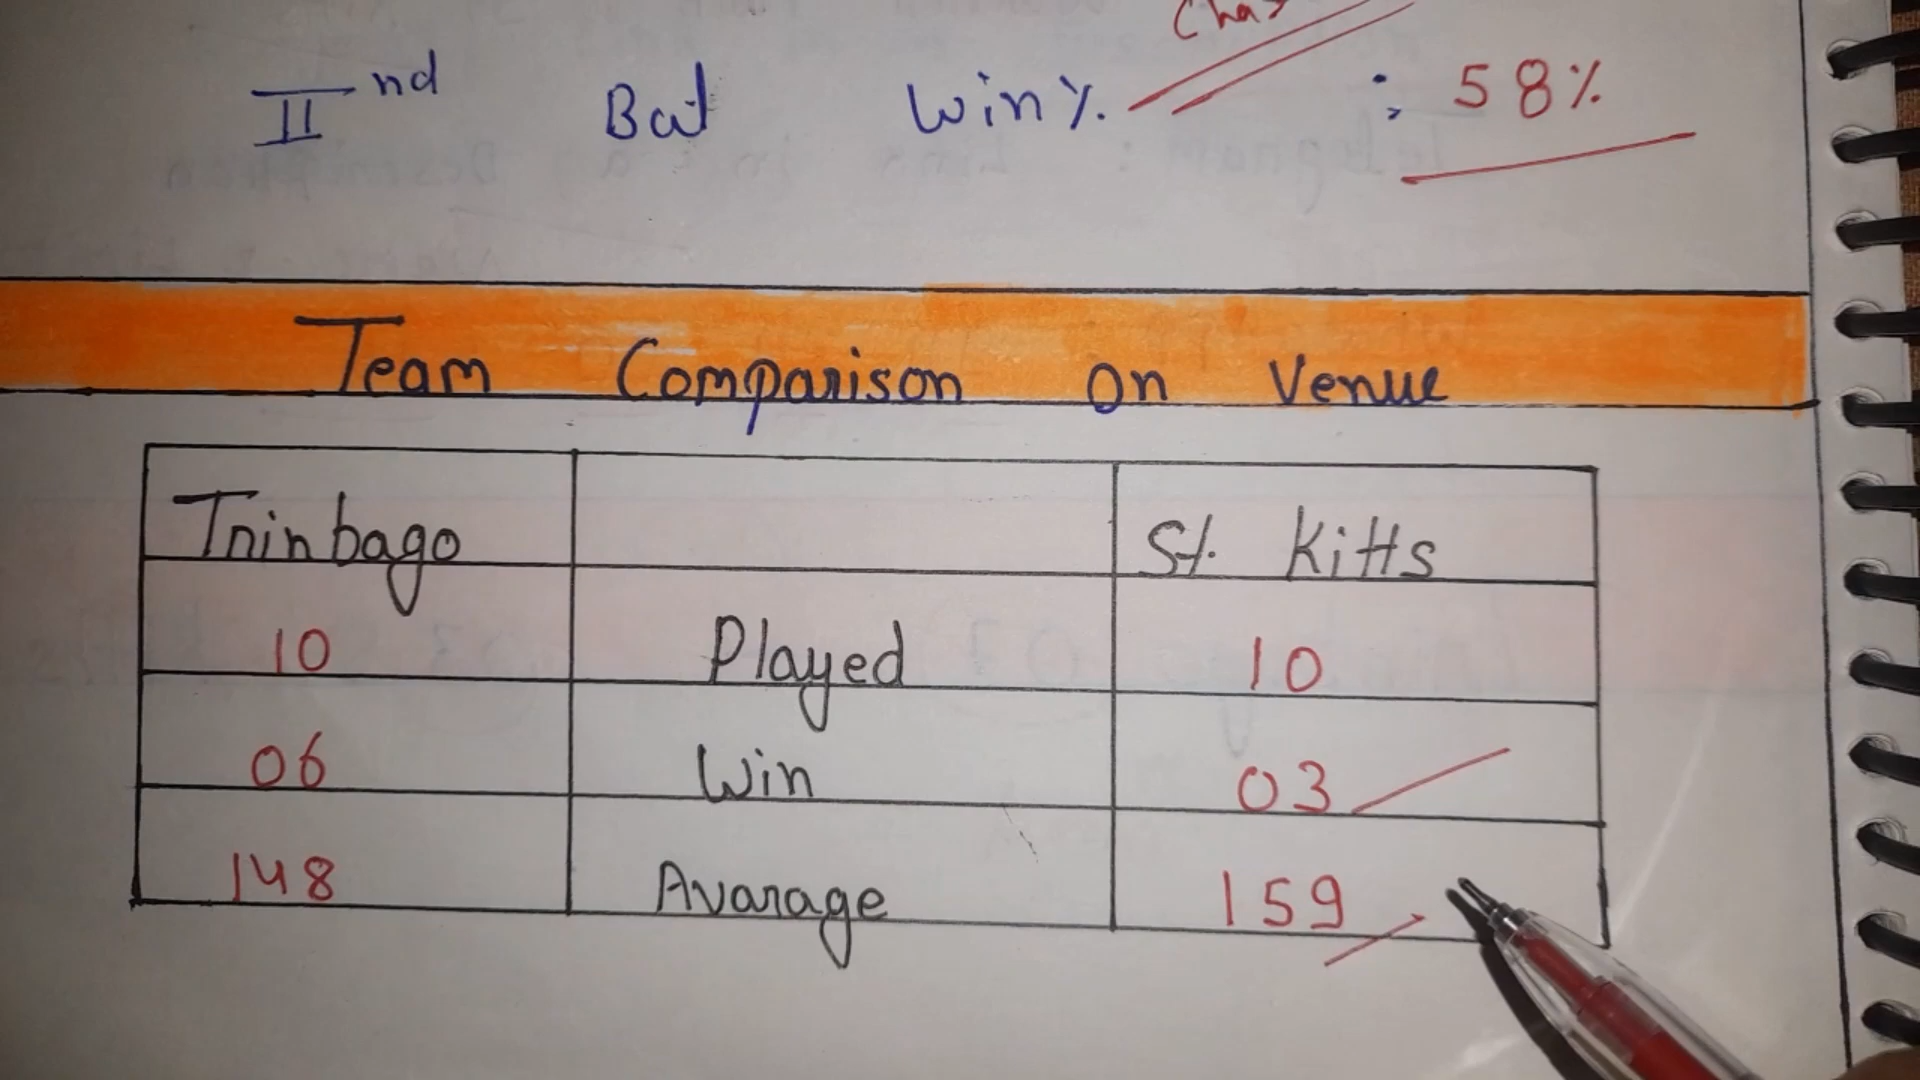 IInd Bat Win% : 58%
Team Comparison on Venue
Trinbago St. Kitts
10 Played 10
06 Win 03
148 Avarage 159